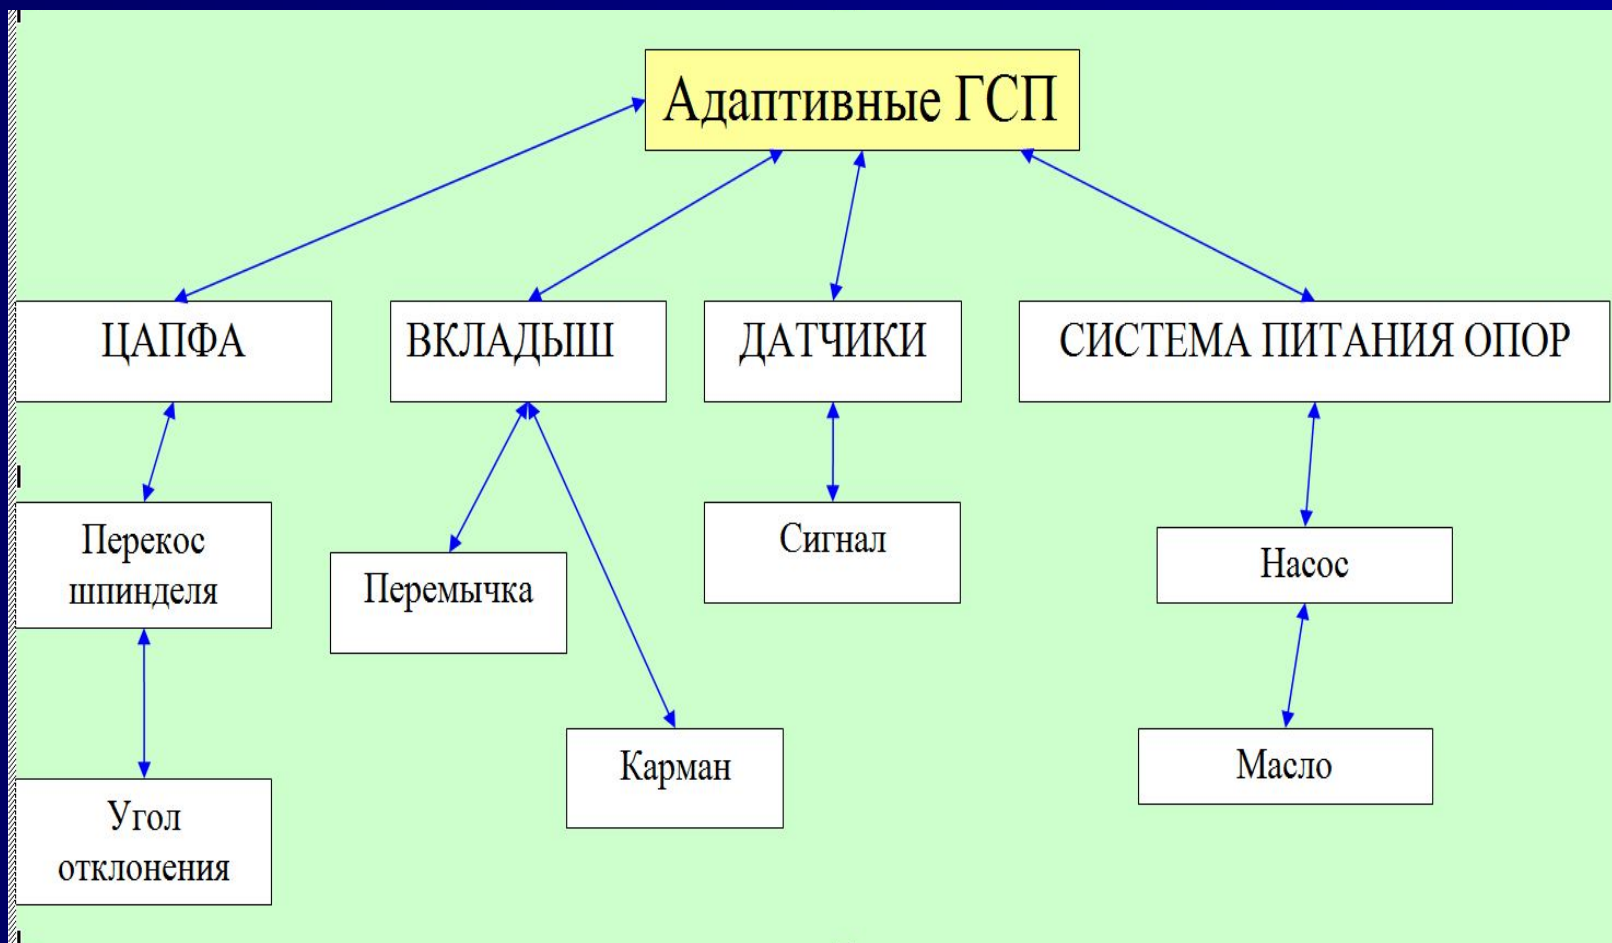 Адаптивные ГСП
ЦАПФА
ВКЛАДЫШ
ДАТЧИКИ
СИСТЕМА ПИТАНИЯ ОПОР
Перекос
шпинделя
Перемычка
Сигнал
Насос
Карман
Масло
Угол
отклонения